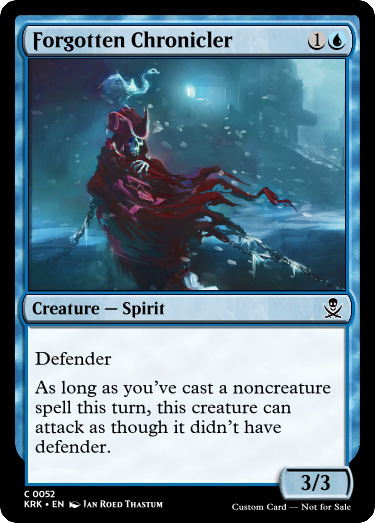 Forgotten Chronicler 1
Creature — Spirit
Defender
As long as you've cast a noncreature
spell this turn, this creature can
attack as though it didn't have
defender.
3/3
C 0052
KRK • EN Jan Roed Thastum
Custom Card — Not for Sale